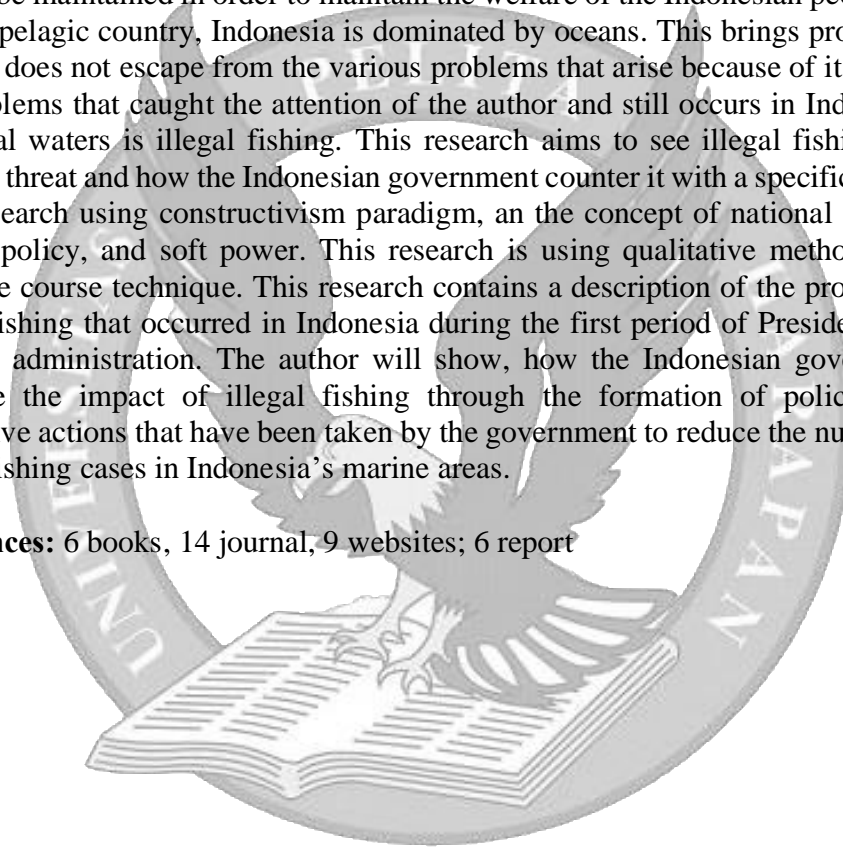 be maintained in order to maintain the welfare of the Indonesian peo
pelagic country, Indonesia is dominated by oceans. This brings pro
does not escape from the various problems that arise because of it
blems that caught the attention of the author and still occurs in Ind
al waters is illegal fishing. This research aims to see illegal fishi
threat and how the Indonesian government counter it with a specific
search using constructivism paradigm, an the concept of national
policy, and soft power. This research is using qualitative metho
e course technique. This research contains a description of the pro
ishing that occurred in Indonesia during the first period of Preside
administration. The author will show, how the Indonesian gove
e the impact of illegal fishing through the formation of polic
ive actions that have been taken by the government to reduce the nu
ishing cases in Indonesia's marine areas.
nces: 6 books, 14 journal, 9 websites; 6 report
UNIVERSITAS PELITA HARAPAN